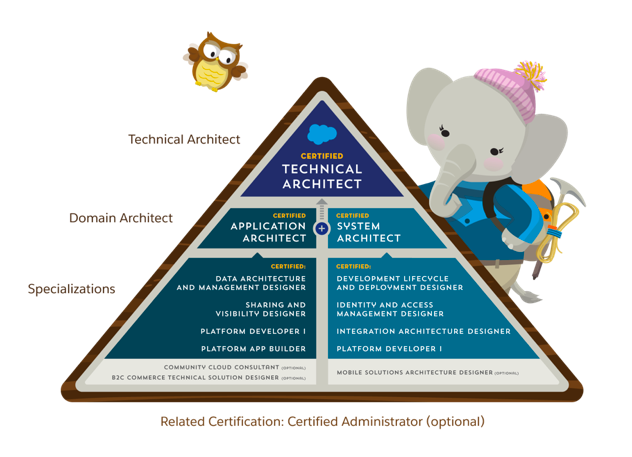 Technical Architect
CERTIFIED
TECHNICAL
ARCHITECT
Domain Architect
CERTIFIED
APPLICATION
ARCHITECT
+
CERTIFIED
SYSTEM
ARCHITECT
Specializations
CERTIFIED:
DATA ARCHITECTURE
AND MANAGEMENT DESIGNER
SHARING AND
VISIBILITY DESIGNER
PLATFORM DEVELOPER I
PLATFORM APP BUILDER
COMMUNITY CLOUD CONSULTANT (OPTIONAL)
B2C COMMERCE TECHNICAL SOLUTION DESIGNER (OPTIONAL)
CERTIFIED:
DEVELOPMENT LIFECYCLE
AND DEPLOYMENT DESIGNER
IDENTITY AND ACCESS
MANAGEMENT DESIGNER
INTEGRATION ARCHITECTURE DESIGNER
PLATFORM DEVELOPER I
MOBILE SOLUTIONS ARCHITECTURE DESIGNER (OPTIONAL)
Related Certification: Certified Administrator (optional)